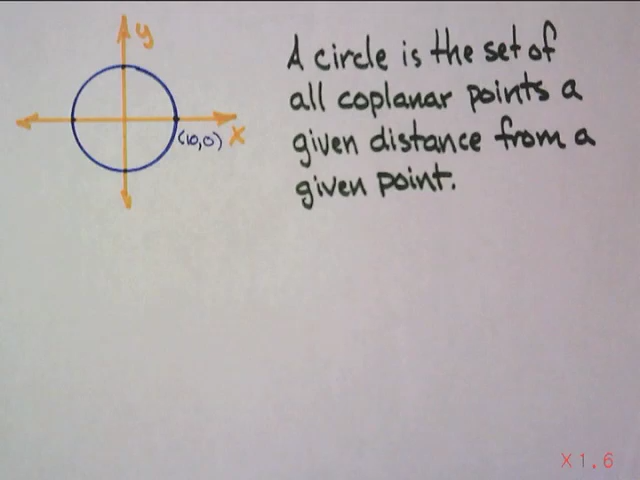 y
A circle is the set of
all coplanar points a
given distance from a
given point.
(10,0) X
X1.6